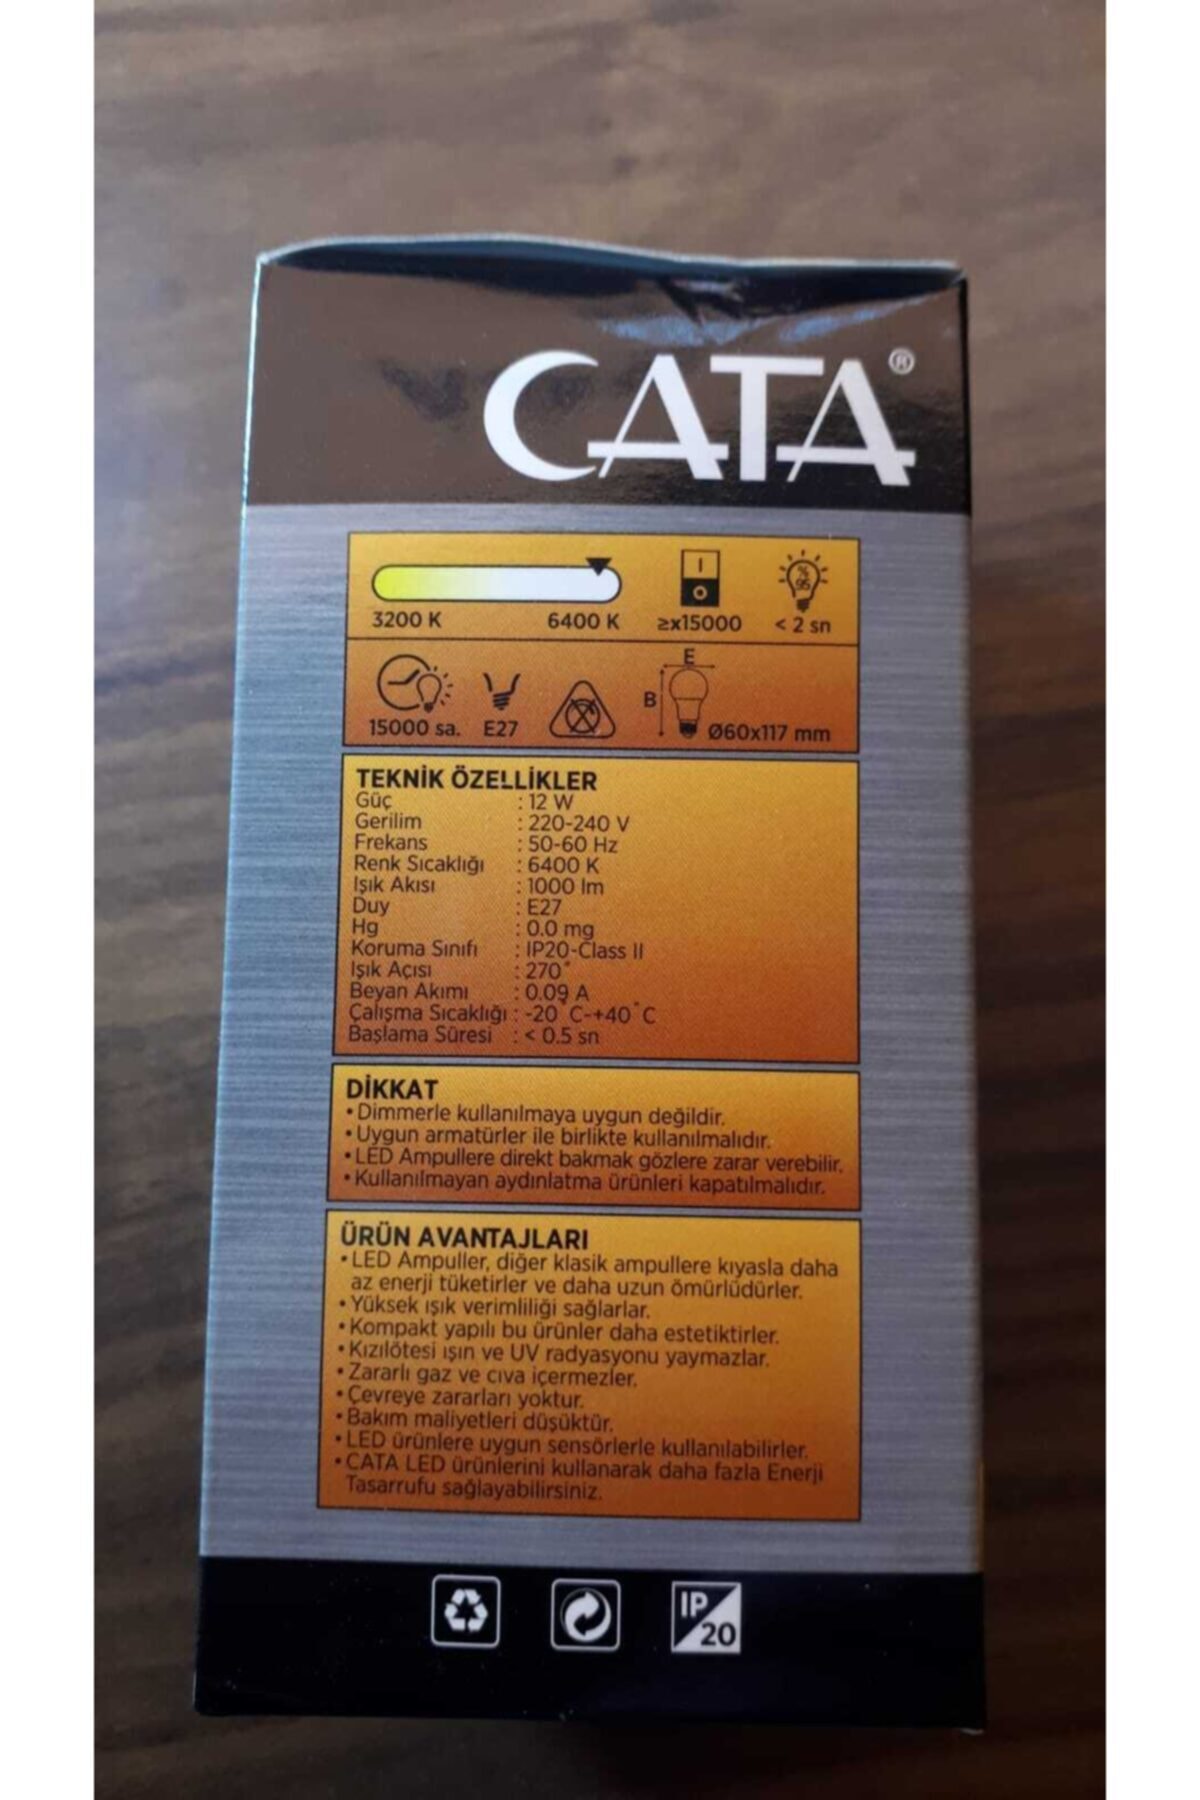 CATA®
3200 K 6400 K ≥x15000 %95 < 2 sn
I
O
15000 sa. E27 B E Ø60x117 mm
TEKNİK ÖZELLİKLER
Güç : 12 W
Gerilim : 220-240 V
Frekans : 50-60 Hz
Renk Sıcaklığı : 6400 K
Işık Akısı : 1000 lm
Duy : E27
Hg : 0.0 mg
Koruma Sınıfı : IP20-Class II
Işık Açısı : 270°
Beyan Akımı : 0.09 A
Çalışma Sıcaklığı : -20°C-+40°C
Başlama Süresi : < 0.5 sn
DİKKAT
• Dimmerle kullanılmaya uygun değildir.
• Uygun armatürler ile birlikte kullanılmalıdır.
• LED Ampullere direkt bakmak gözlere zarar verebilir.
• Kullanılmayan aydınlatma ürünleri kapatılmalıdır.
ÜRÜN AVANTAJLARI
• LED Ampuller, diğer klasik ampullere kıyasla daha
az enerji tüketirler ve daha uzun ömürlüdürler.
• Yüksek ışık verimliliği sağlarlar.
• Kompakt yapılı bu ürünler daha estetiktirler.
• Kızılötesi ışın ve UV radyasyonu yaymazlar.
• Zararlı gaz ve cıva içermezler.
• Çevreye zararları yoktur.
• Bakım maliyetleri düşüktür.
• LED ürünlere uygun sensörlerle kullanılabilirler.
• CATA LED ürünlerini kullanarak daha fazla Enerji
Tasarrufu sağlayabilirsiniz.
IP
20